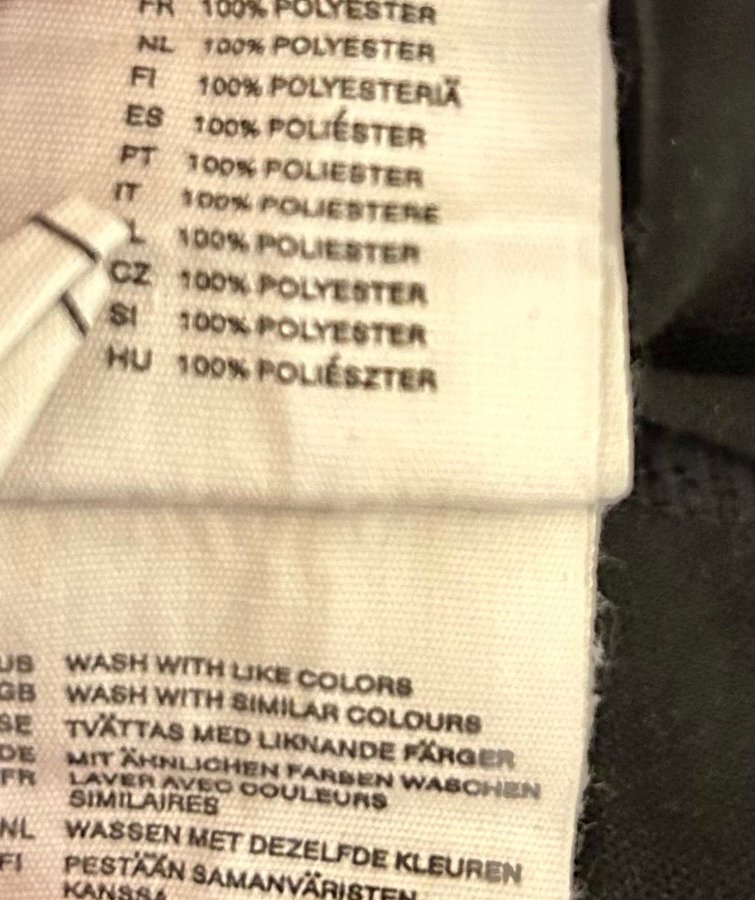 FR 100% POLYESTER
NL 100% POLYESTER
FI 100% POLYESTERIÄ
ES 100% POLIÉSTER
PT 100% POLIESTER
IT 100% POLIESTERE
L 100% POLIESTER
CZ 100% POLYESTER
SI 100% POLYESTER
HU 100% POLIÉSZTER
US WASH WITH LIKE COLORS
GB WASH WITH SIMILAR COLOURS
SE TVÄTTAS MED LIKNANDE FÄRGER
DE MIT ÄHNLICHEN FARBEN WASCHEN
FR LAVER AVEC COULEURS
SIMILAIRES
NL WASSEN MET DEZELFDE KLEUREN
FI PESTÄÄN SAMANVÄRISTEN
KANSSA